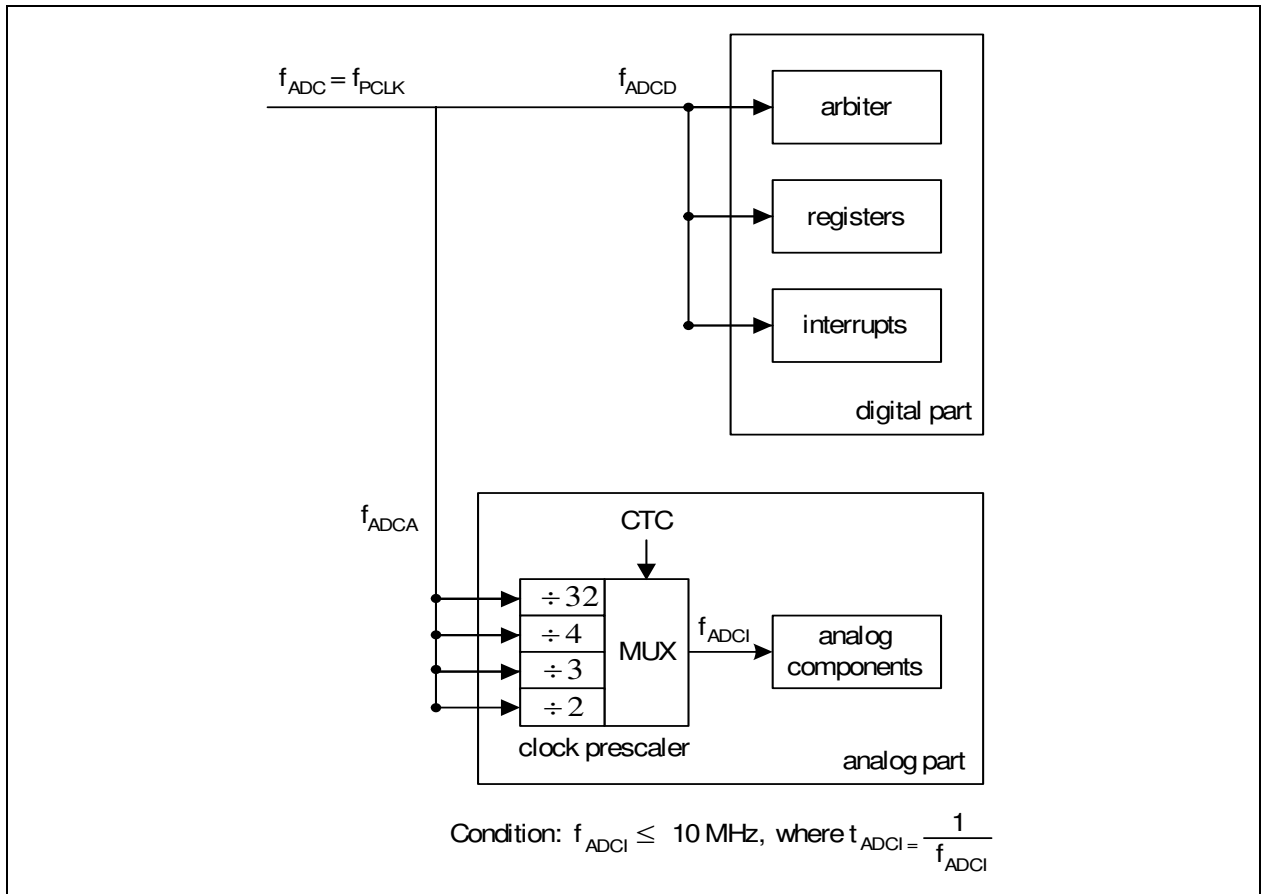 f_ADC = f_PCLK
f_ADCD
arbiter
registers
interrupts
digital part
f_ADCA
CTC
÷ 32
÷ 4
÷ 3
÷ 2
MUX
f_ADCI
analog
components
clock prescaler
analog part
Condition: f_ADCI ≤ 10 MHz, where t_ADCI = 1 / f_ADCI